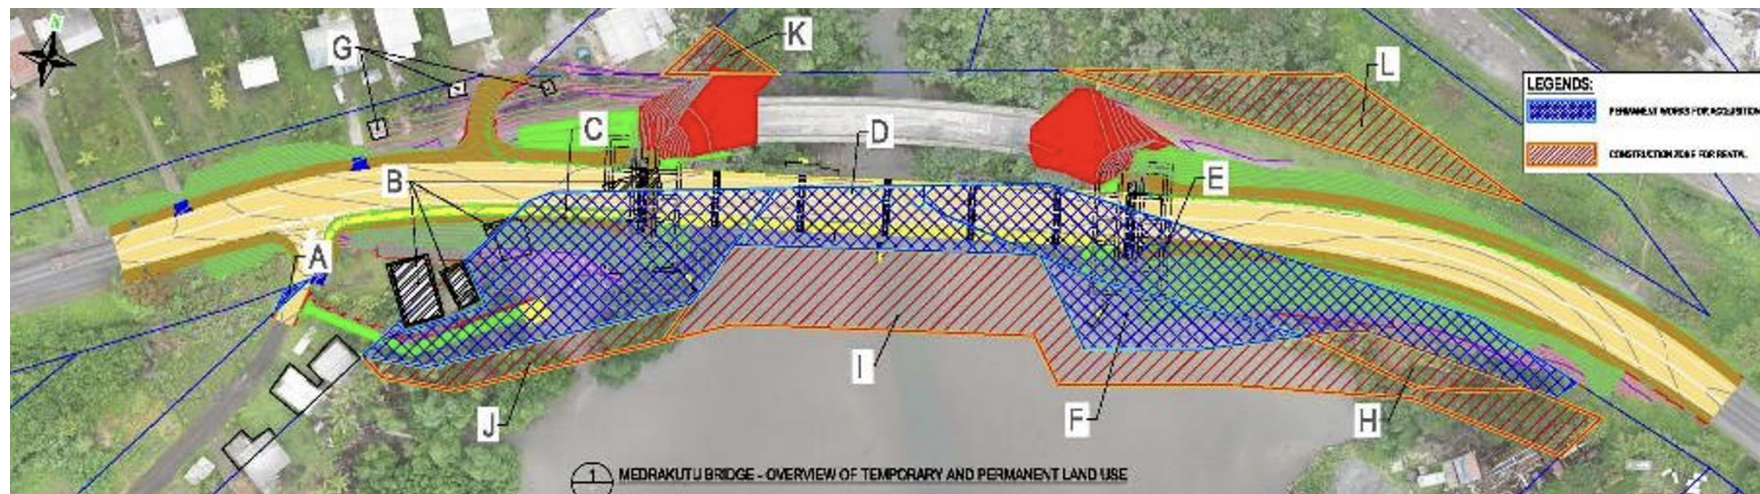 N
K
G
L
LEGENDS:
PERMANENT WORKS FOR ACQUISITION
CONSTRUCTION ZONE FOR RENTAL
C
D
B
E
A
I
H
J
F
1
MEDRAKUTU BRIDGE - OVERVIEW OF TEMPORARY AND PERMANENT LAND USE